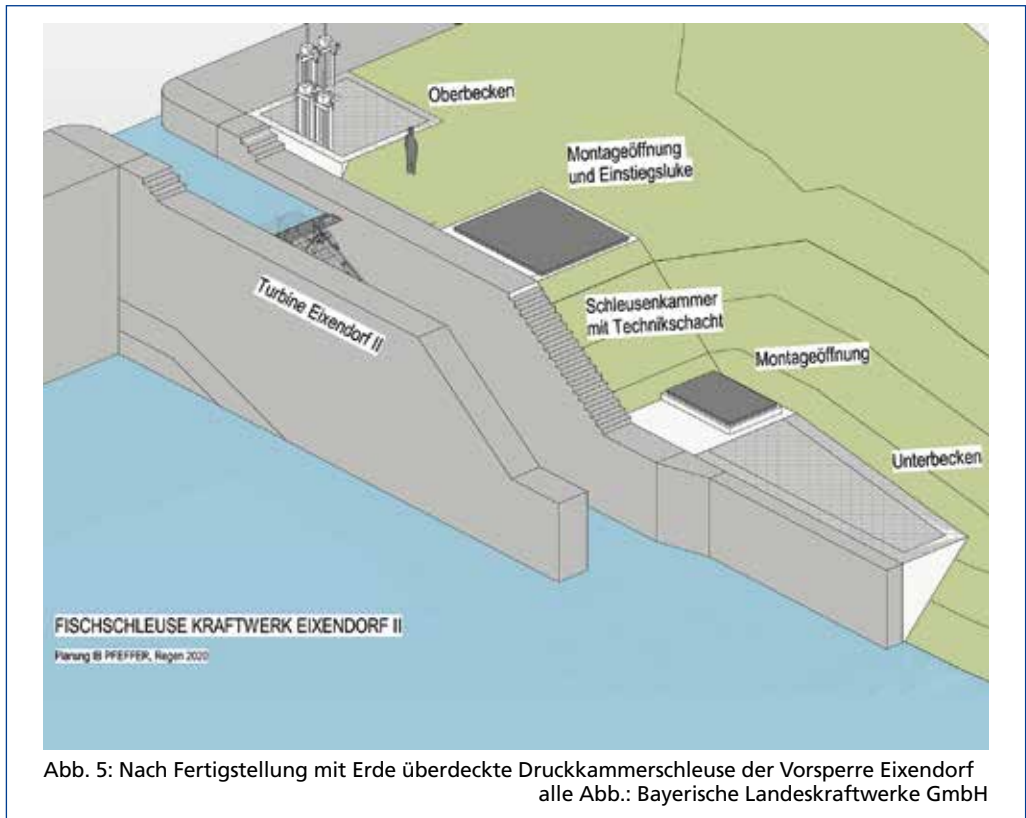 Oberbecken
Montageöffnung
und Einstiegsluke
Turbine Eixendorf II
Schleusenkammer
mit Technikschacht
Montageöffnung
Unterbecken
FISCHSCHLEUSE KRAFTWERK EIXENDORF II
Planung IB PFEFFER, Regen 2020
Abb. 5: Nach Fertigstellung mit Erde überdeckte Druckkammerschleuse der Vorsperre Eixendorf
alle Abb.: Bayerische Landeskraftwerke GmbH